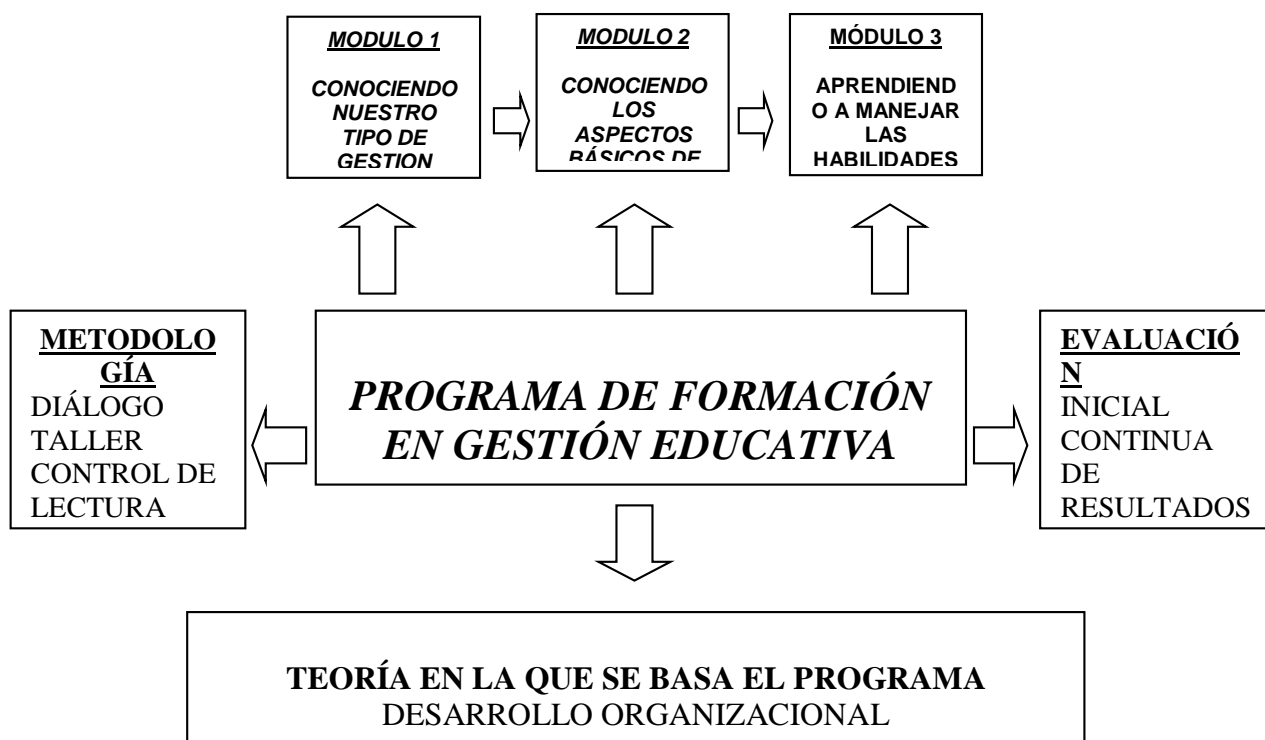 MODULO 1
CONOCIENDO
NUESTRO
TIPO DE
GESTION
MODULO 2
CONOCIENDO
LOS
ASPECTOS
BÁSICOS DE
MÓDULO 3
APRENDIEND
O A MANEJAR
LAS
HABILIDADES
METODOLO
GÍA
DIÁLOGO
TALLER
CONTROL DE
LECTURA
PROGRAMA DE FORMACIÓN
EN GESTIÓN EDUCATIVA
EVALUACIÓ
N
INICIAL
CONTINUA
DE
RESULTADOS
TEORÍA EN LA QUE SE BASA EL PROGRAMA
DESARROLLO ORGANIZACIONAL